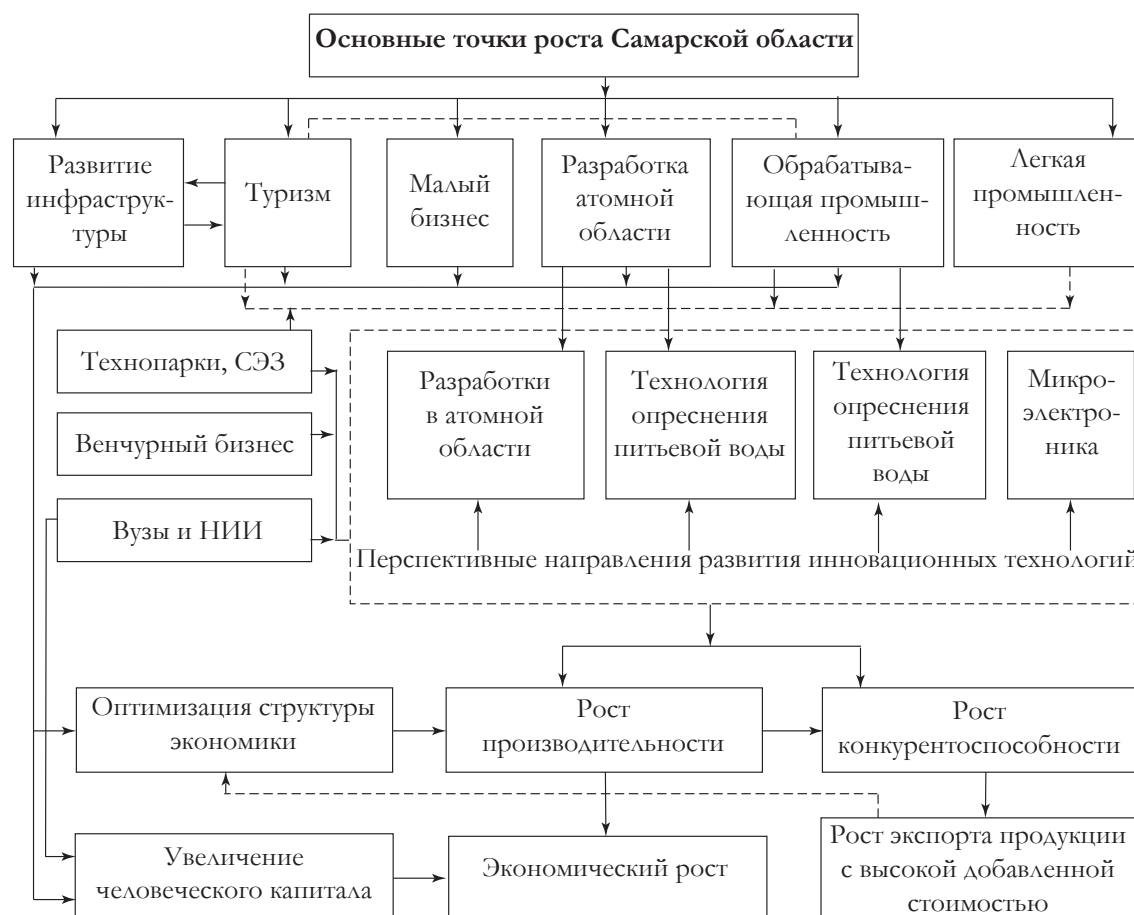 Основные точки роста Самарской области
Развитие
инфраструк-
туры
Туризм
Малый
бизнес
Разработка
атомной
области
Обрабатыва-
ющая промыш-
ленность
Легкая
промышлен-
ность
Технопарки, СЭЗ
Венчурный бизнес
Вузы и НИИ
Разработки
в атомной
области
Технология
опреснения
питьевой воды
Технология
опреснения
питьевой
воды
Микро-
электро-
ника
Перспективные направления развития инновационных технологий
Оптимизация структуры
экономики
Рост
производительности
Рост
конкурентоспособности
Увеличение
человеческого капитала
Экономический рост
Рост экспорта продукции
с высокой добавленной
стоимостью